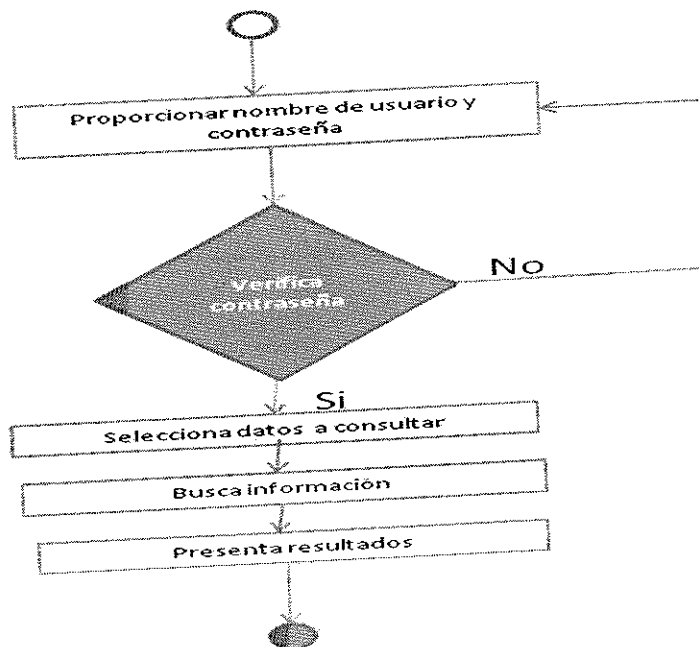 Proporcionar nombre de usuario y
contraseña
Verifica
contraseña
No
Si
Selecciona datos a consultar
Busca información
Presenta resultados